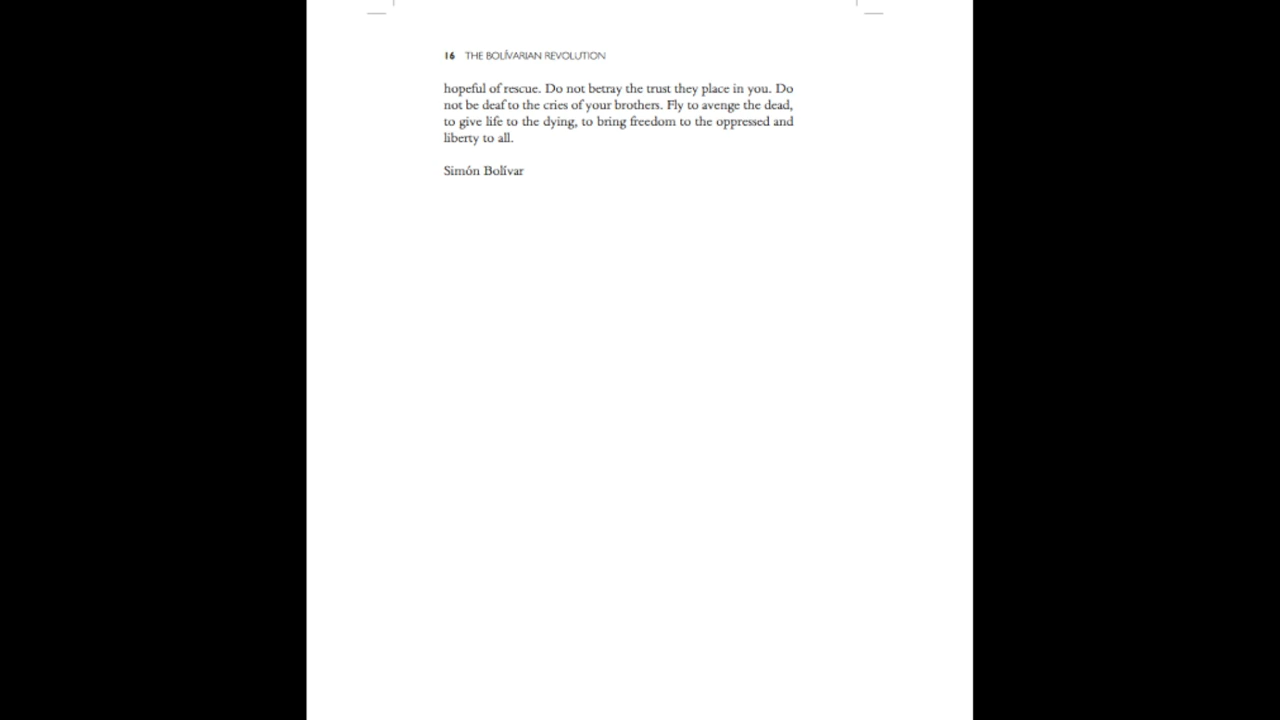 16 THE BOLÍVARIAN REVOLUTION
hopeful of rescue. Do not betray the trust they place in you. Do
not be deaf to the cries of your brothers. Fly to avenge the dead,
to give life to the dying, to bring freedom to the oppressed and
liberty to all.
Simón Bolívar